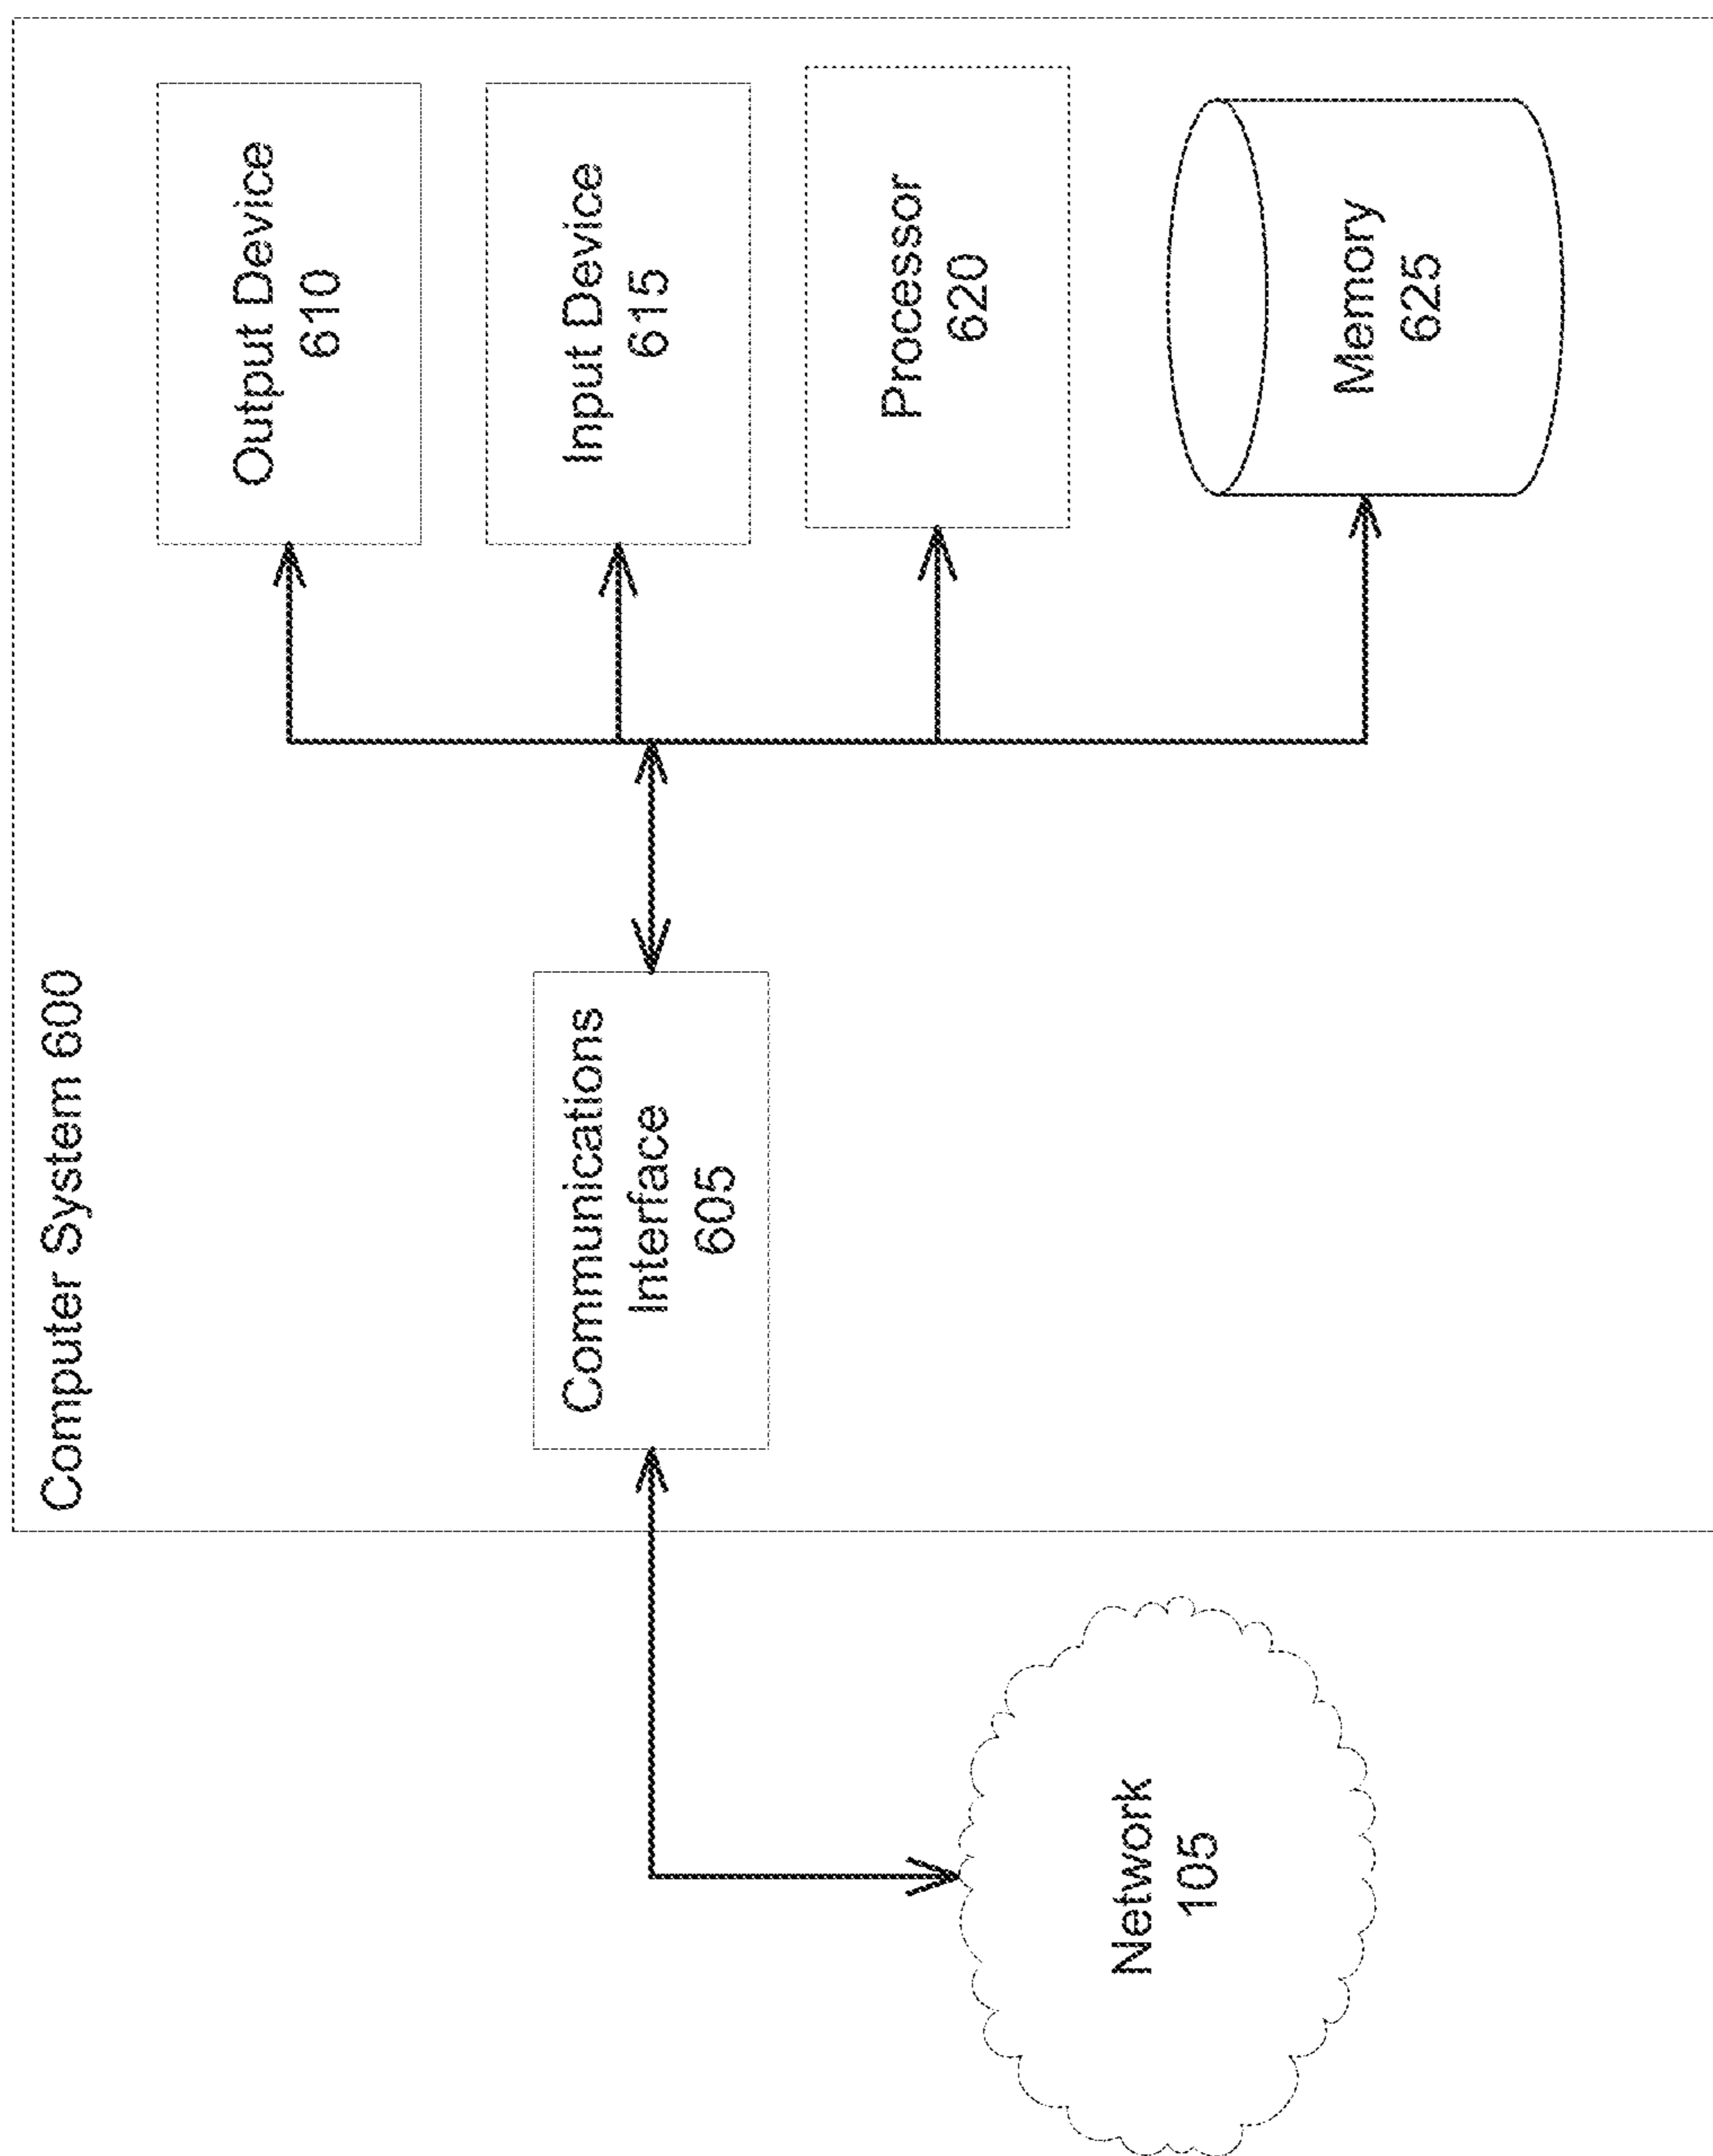 Computer System 600
Output Device
610
Input Device
615
Processor
620
Memory
625
Communications
Interface
605
Network
105